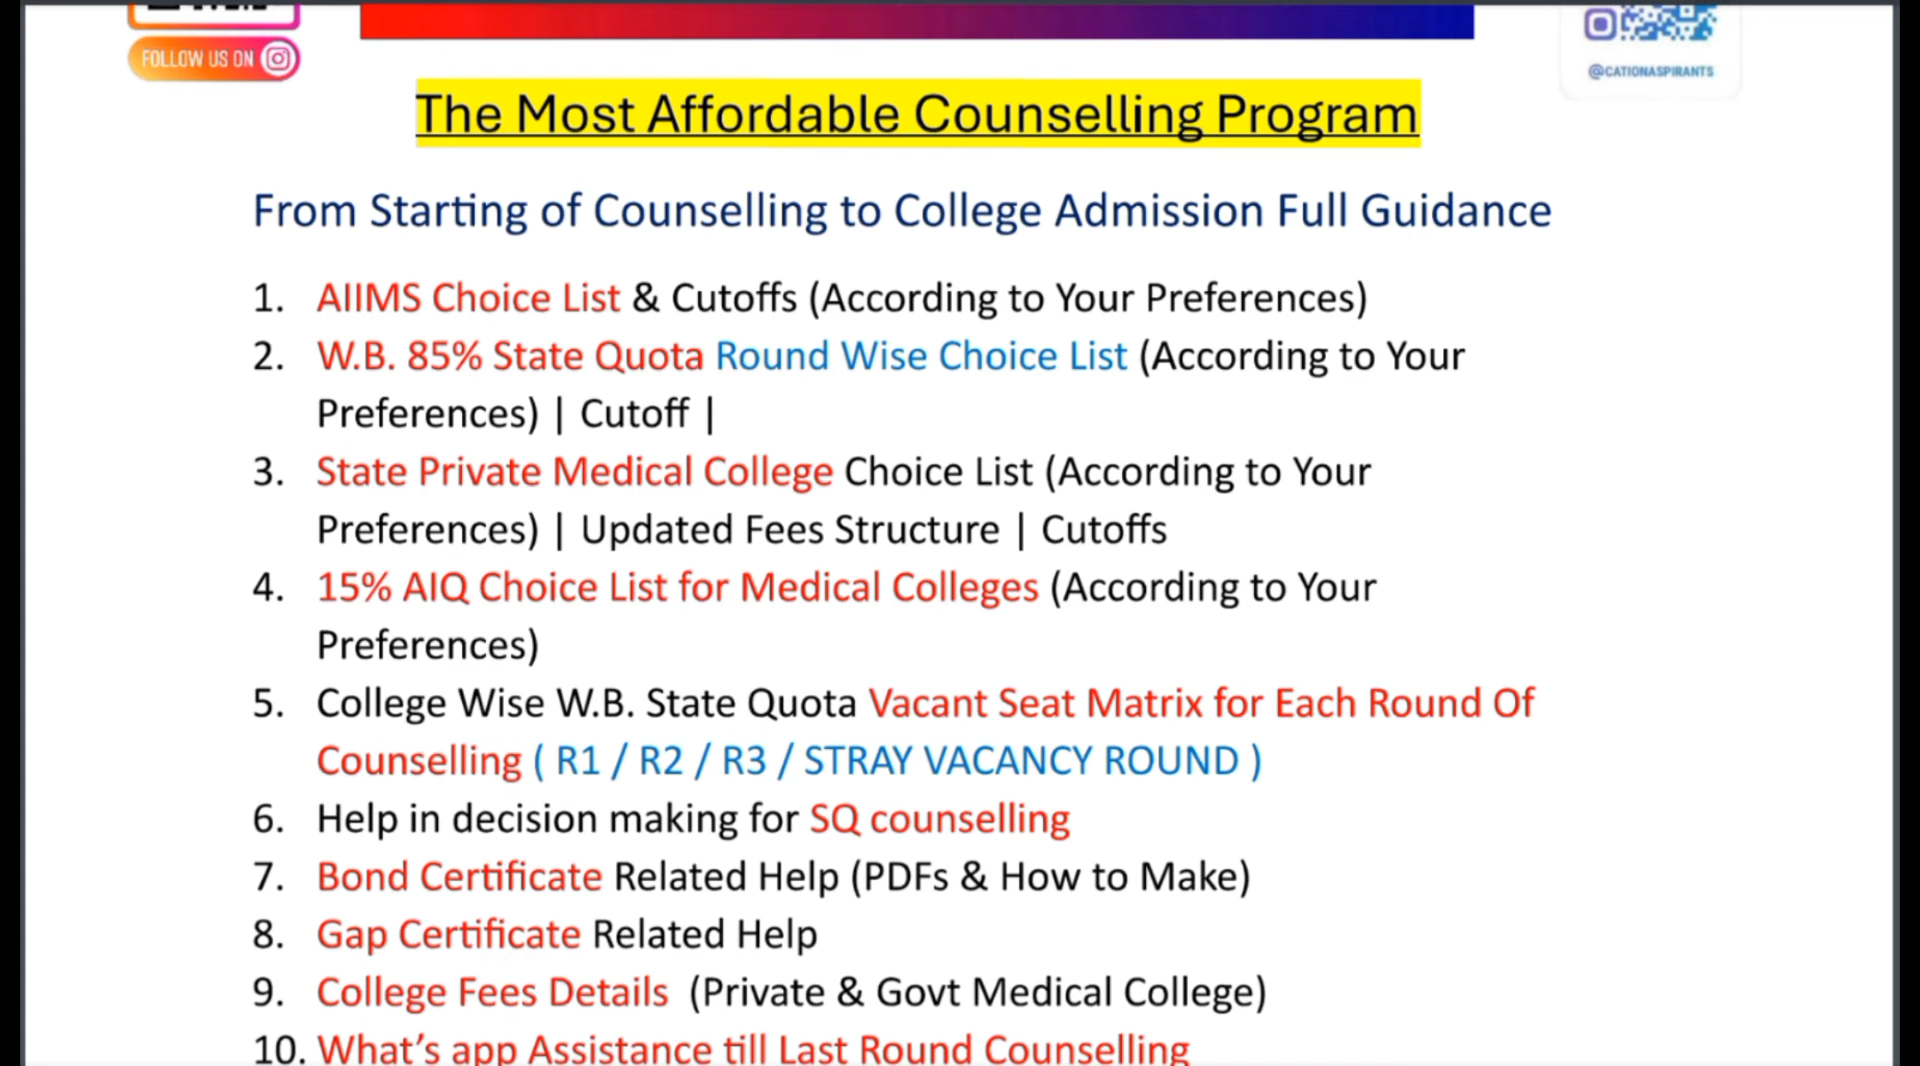 FOLLOW US ON
@CATIONASPIRANTS
The Most Affordable Counselling Program
From Starting of Counselling to College Admission Full Guidance
1. AIIMS Choice List & Cutoffs (According to Your Preferences)
2. W.B. 85% State Quota Round Wise Choice List (According to Your
Preferences) | Cutoff |
3. State Private Medical College Choice List (According to Your
Preferences) | Updated Fees Structure | Cutoffs
4. 15% AIQ Choice List for Medical Colleges (According to Your
Preferences)
5. College Wise W.B. State Quota Vacant Seat Matrix for Each Round Of
Counselling ( R1 / R2 / R3 / STRAY VACANCY ROUND )
6. Help in decision making for SQ counselling
7. Bond Certificate Related Help (PDFs & How to Make)
8. Gap Certificate Related Help
9. College Fees Details (Private & Govt Medical College)
10. What's app Assistance till Last Round Counselling